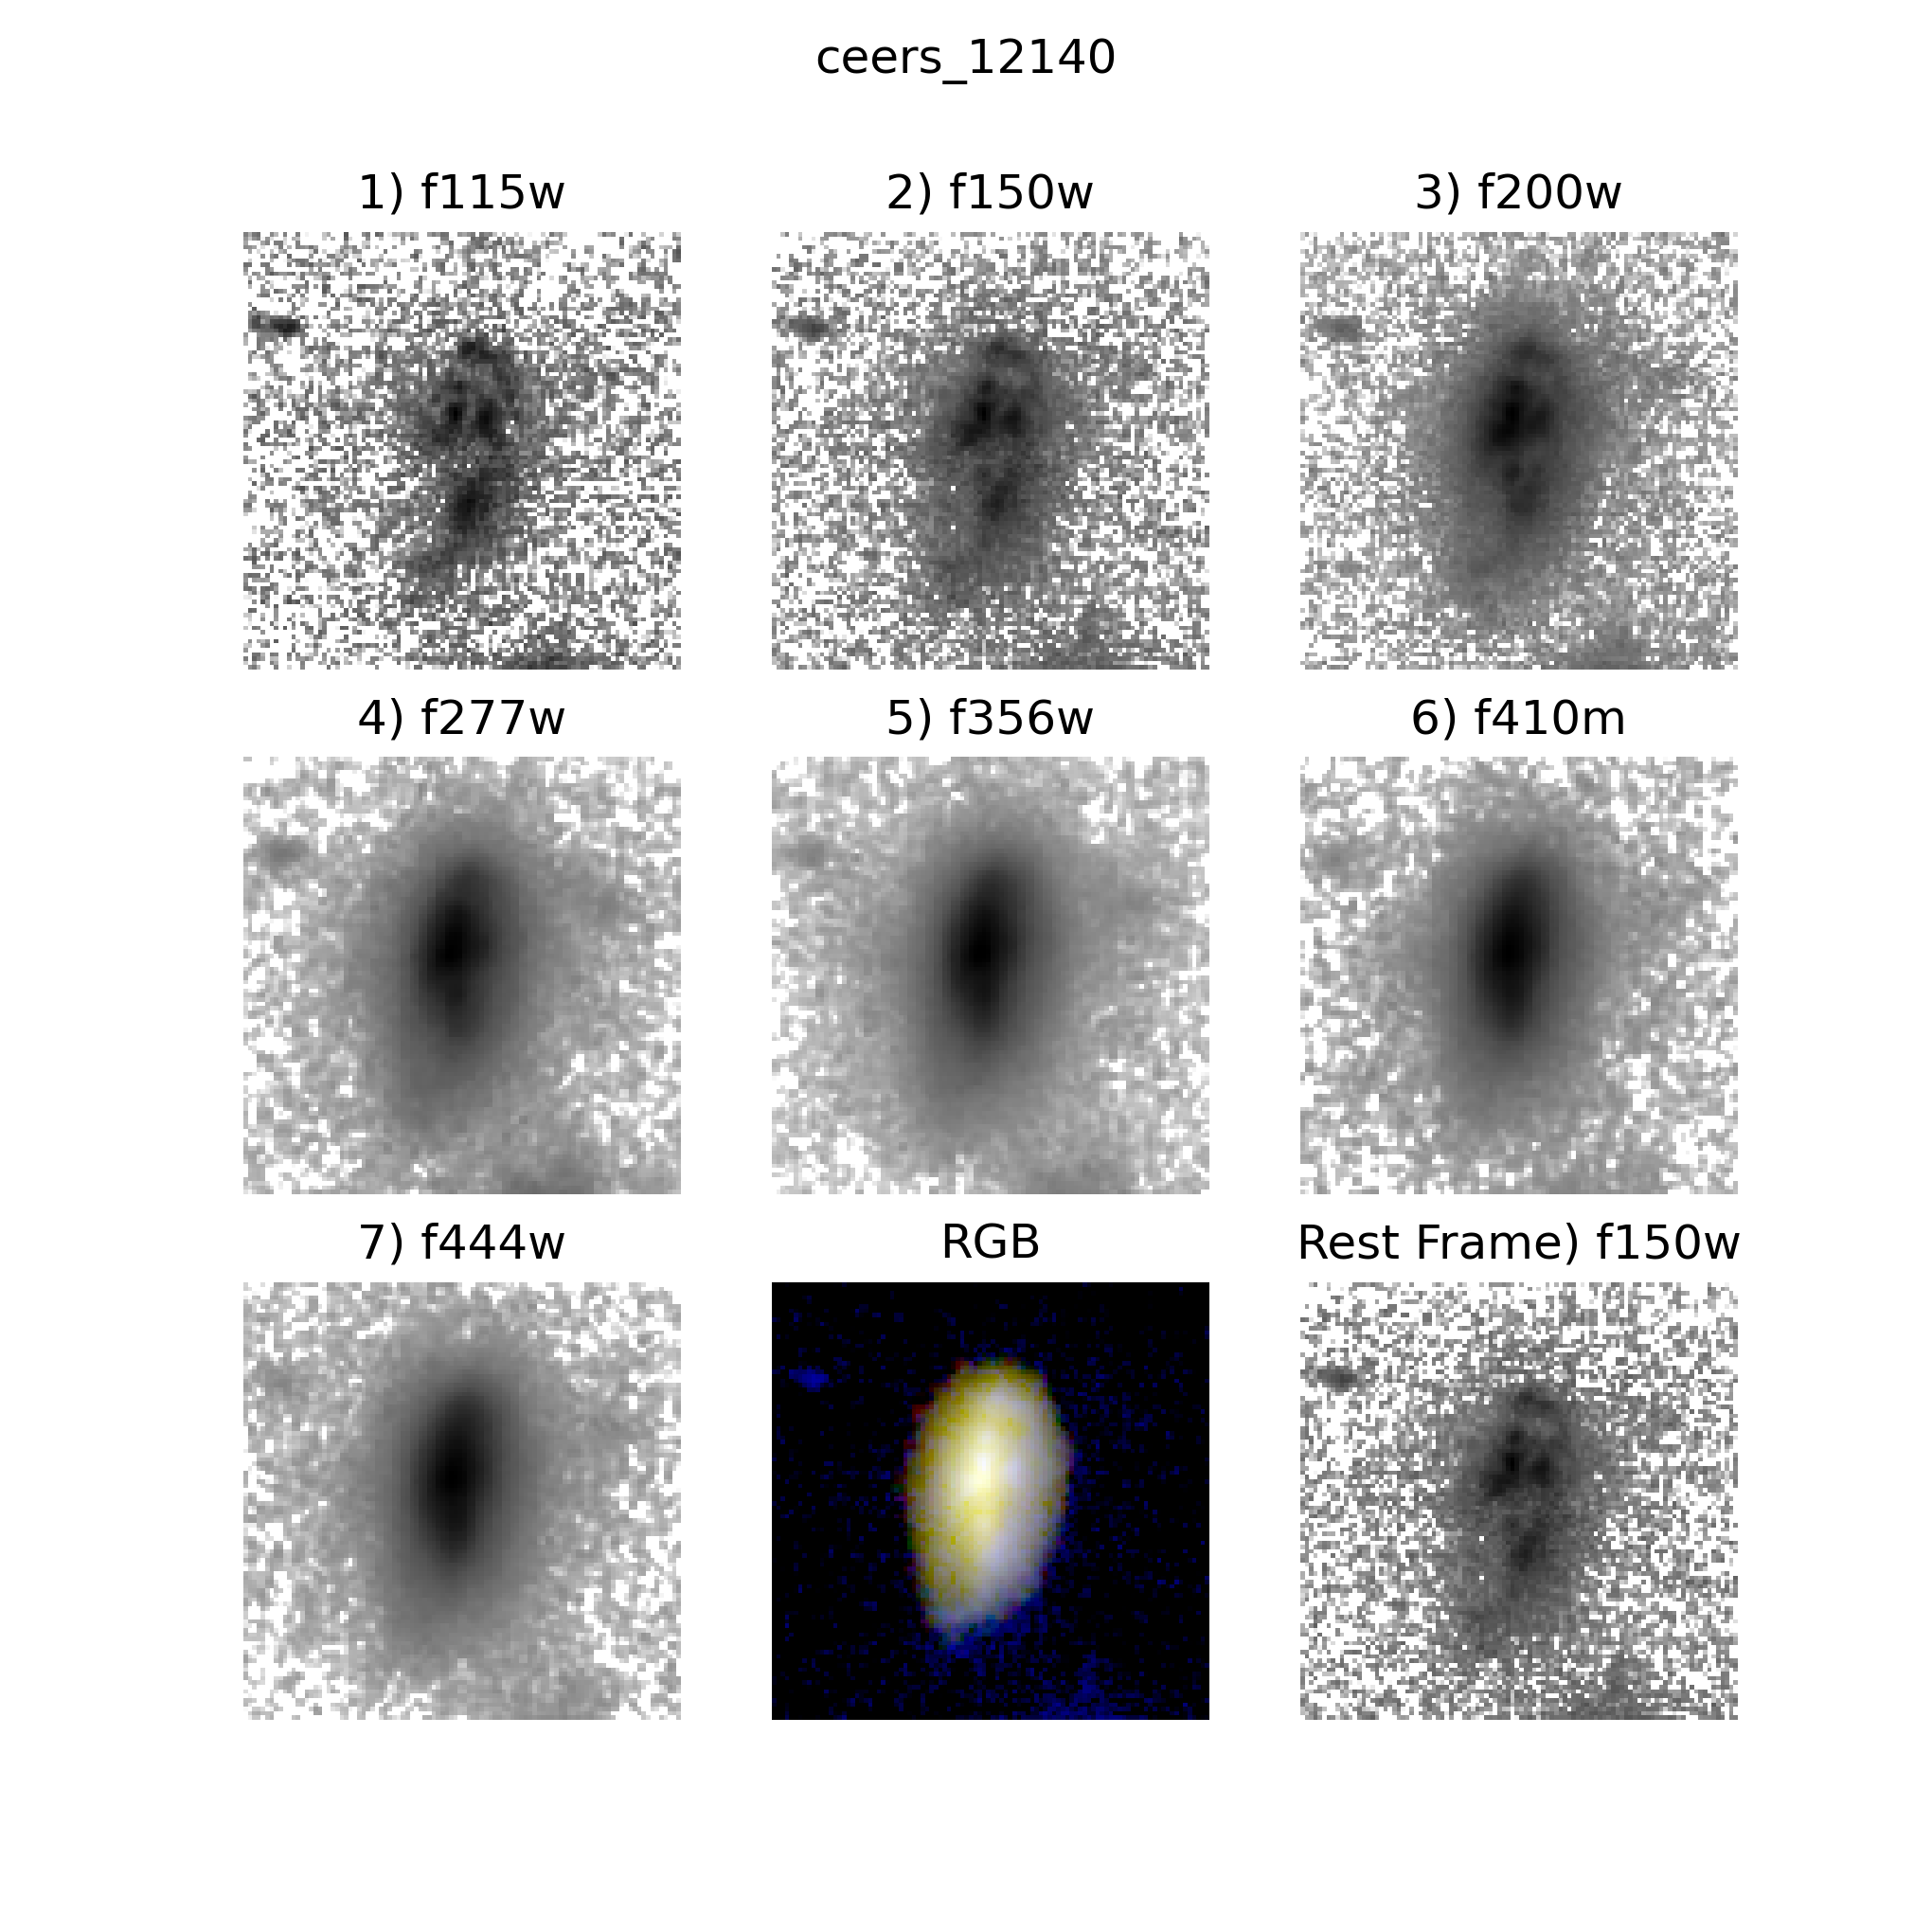 ceers_12140
1) f115w
2) f150w
3) f200w
4) f277w
5) f356w
6) f410m
7) f444w
RGB
Rest Frame) f150w